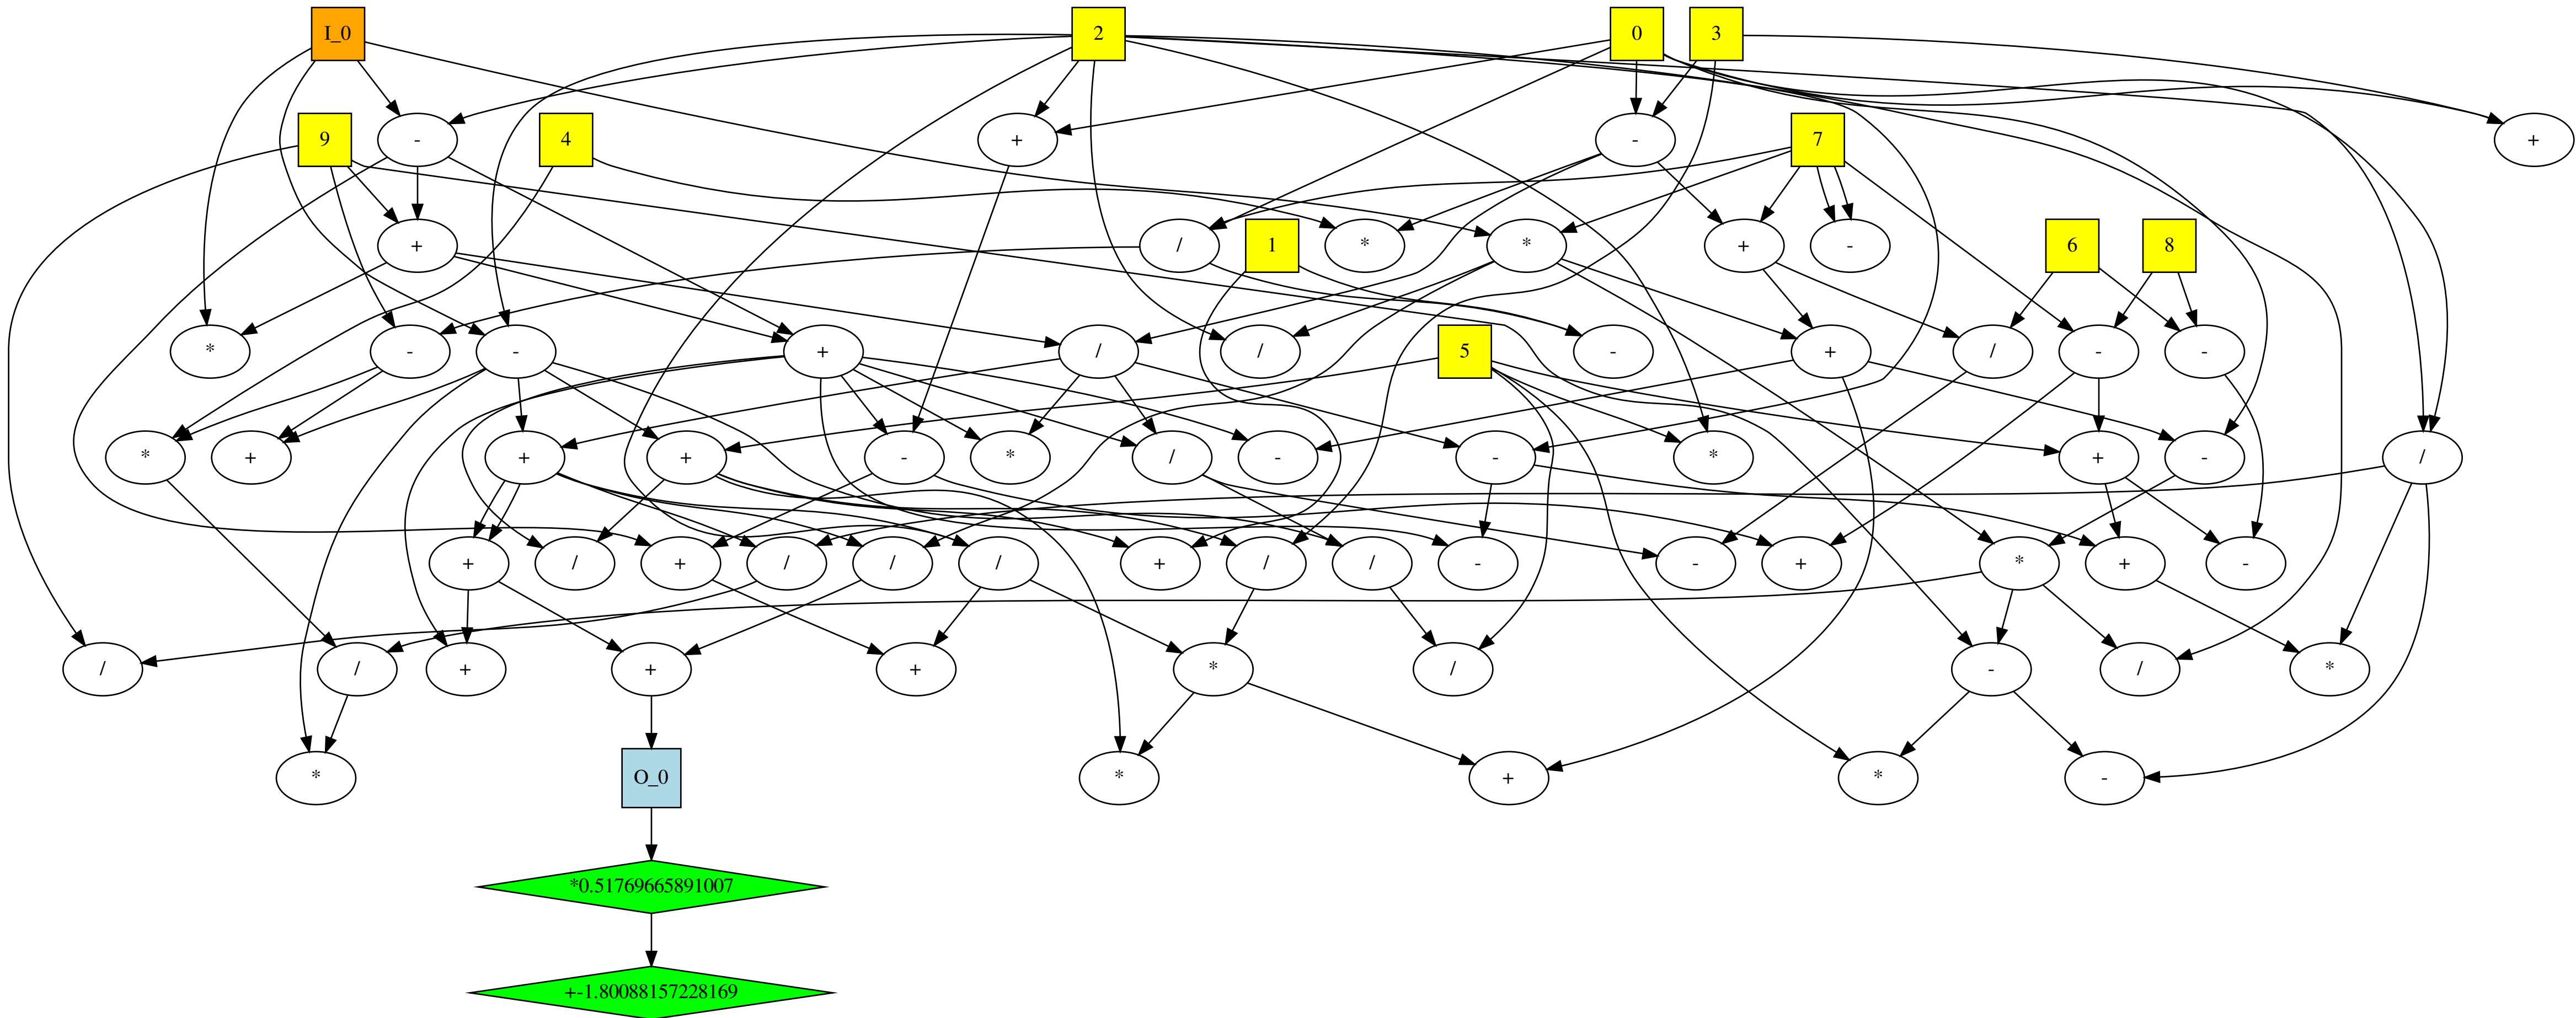 I_0 2 0 3
9 - 4 + - 7 +
+ / 1 * * + - 6 8
* - - + / / - 5 + / - -
* + + + - * / - - * + - /
+ / + / / / + / / - - + * + -
/ / + + + * / - / *
* O_0 * + * -
*0.51769665891007
+-1.80088157228169